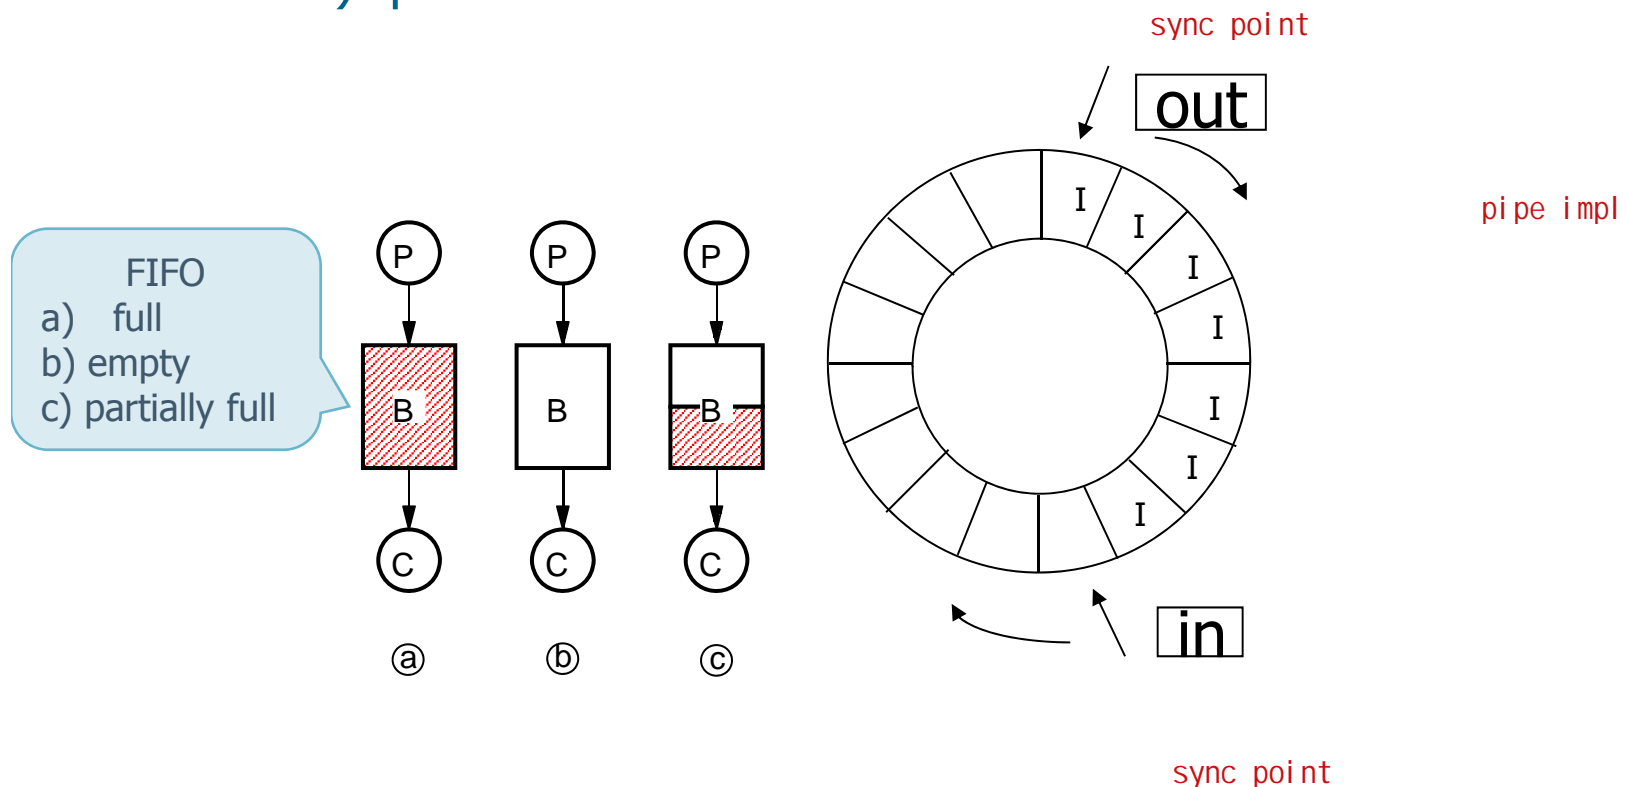 sync point
out
pipe impl
FIFO
a) full
b) empty
c) partially full
P P P
B B B
C C C
ⓐ ⓑ ⓒ
I
I
I
I
I
I
I
in
sync point